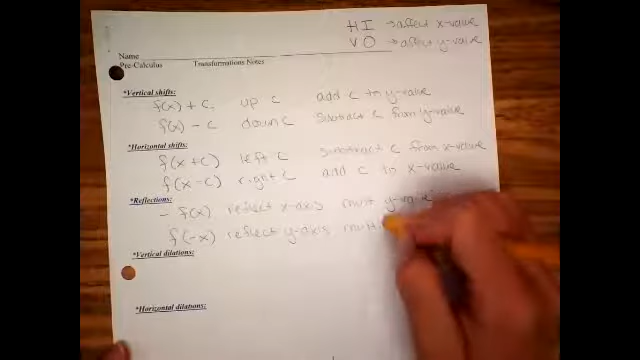 H I → affect x-value
V O → affect y-value
Name
Pre-Calculus Transformations Notes
*Vertical shifts:
f(x) + c, up c add c to y-value
f(x) - c down c subtract c from y-value
*Horizontal shifts:
f(x+c) left c subtract c from x-value
f(x-c) right c add c to x-value
*Reflections:
- f(x) reflect x-axis mult y-value
f(-x) reflect y-axis mult
*Vertical dilations:
*Horizontal dilations: